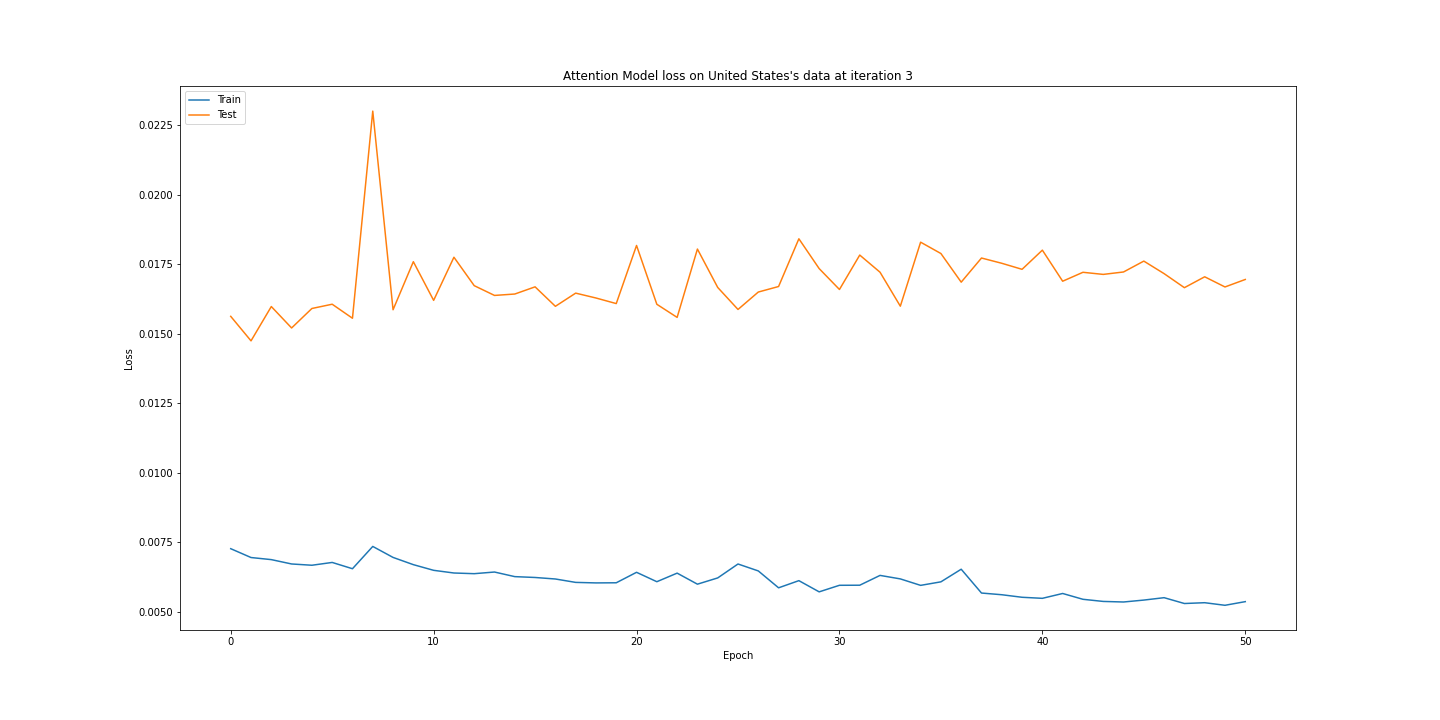 Attention Model loss on United States's data at iteration 3
Train
Test
0.0225
0.0200
0.0175
0.0150
0.0125
0.0100
0.0075
0.0050
Loss
0 10 20 30 40 50
Epoch